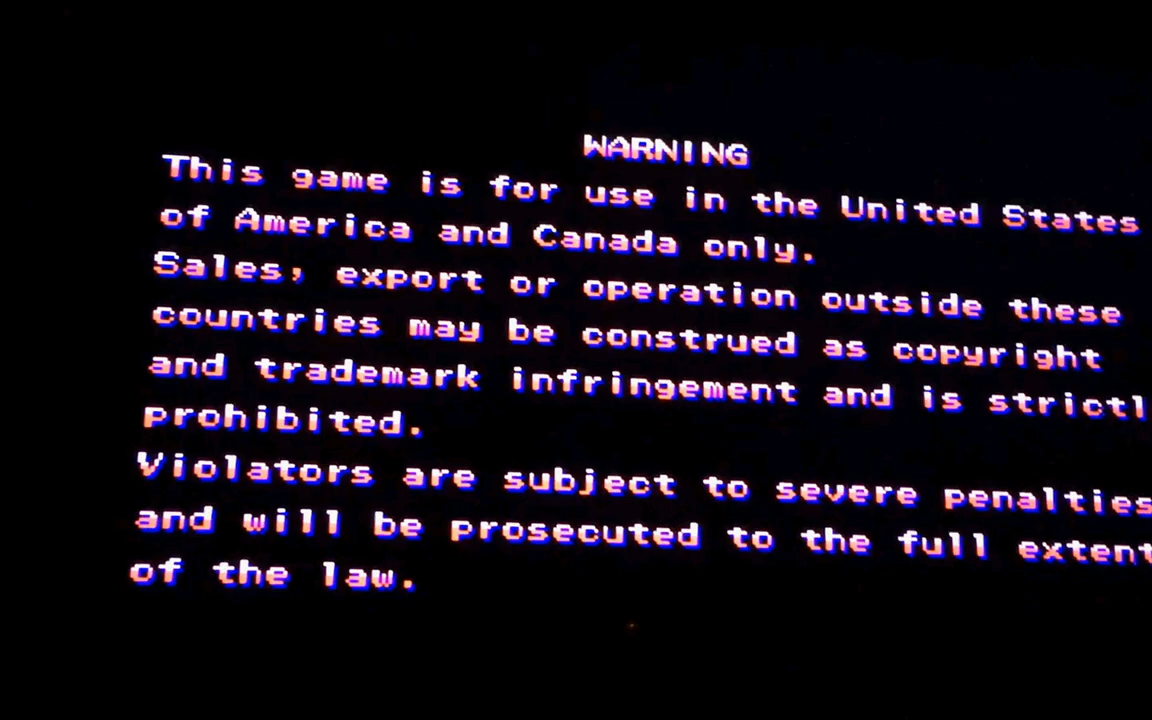 WARNING
This game is for use in the United States
of America and Canada only.
Sales, export or operation outside these
countries may be construed as copyright
and trademark infringement and is strictl
prohibited.
Violators are subject to severe penalties
and will be prosecuted to the full extent
of the law.